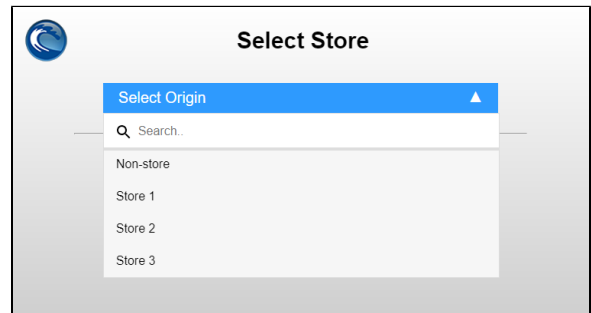 Select Store
Select Origin
Search..
Non-store
Store 1
Store 2
Store 3